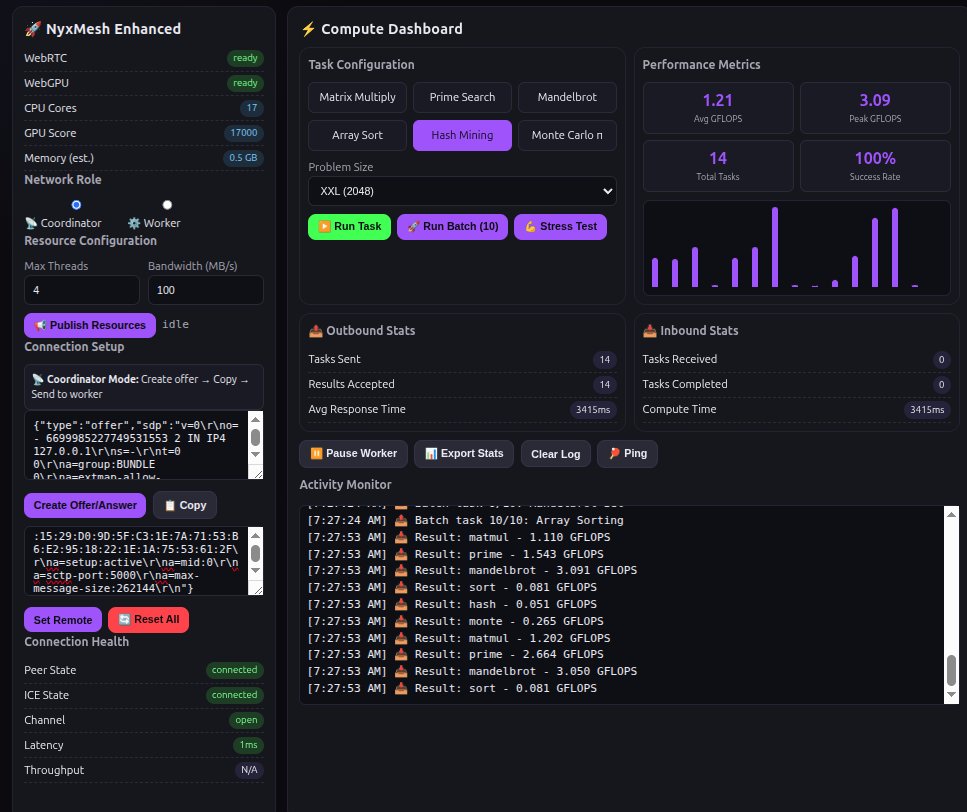 🚀 NyxMesh Enhanced
WebRTC ready
WebGPU ready
CPU Cores 17
GPU Score 17000
Memory (est.) 0.5 GB
Network Role
📡 Coordinator ⚙️ Worker
Resource Configuration
Max Threads Bandwidth (MB/s)
4 100
📢 Publish Resources idle
Connection Setup
📡 Coordinator Mode: Create offer → Copy →
Send to worker
{"type":"offer","sdp":"v=0\r\no=
- 6699985227749531553 2 IN IP4
127.0.0.1\r\ns=-\r\nt=0
0\r\na=group:BUNDLE
0\r\na=extmap-allow-
Create Offer/Answer 📋 Copy
:15:29:D0:9D:5F:C3:1E:7A:71:53:B
6:E2:95:18:22:1E:1A:75:53:61:2F\
r\na=setup:active\r\na=mid:0\r\n
a=sctp-port:5000\r\na=max-
message-size:262144\r\n"}
Set Remote 🔄 Reset All
Connection Health
Peer State connected
ICE State connected
Channel open
Latency 1ms
Throughput N/A
⚡ Compute Dashboard
Task Configuration
Matrix Multiply Prime Search Mandelbrot
Array Sort Hash Mining Monte Carlo π
Problem Size
XXL (2048)
▶️ Run Task 🚀 Run Batch (10) 💪 Stress Test
Performance Metrics
1.21 3.09
Avg GFLOPS Peak GFLOPS
14 100%
Total Tasks Success Rate
📤 Outbound Stats
Tasks Sent 14
Results Accepted 14
Avg Response Time 3415ms
📥 Inbound Stats
Tasks Received 0
Tasks Completed 0
Compute Time 3415ms
⏸️ Pause Worker 📊 Export Stats Clear Log 🏓 Ping
Activity Monitor
[7:27:24 AM] 📤 Batch task 10/10: Array Sorting
[7:27:53 AM] 📥 Result: matmul - 1.110 GFLOPS
[7:27:53 AM] 📥 Result: prime - 1.543 GFLOPS
[7:27:53 AM] 📥 Result: mandelbrot - 3.091 GFLOPS
[7:27:53 AM] 📥 Result: sort - 0.081 GFLOPS
[7:27:53 AM] 📥 Result: hash - 0.051 GFLOPS
[7:27:53 AM] 📥 Result: monte - 0.265 GFLOPS
[7:27:53 AM] 📥 Result: matmul - 1.202 GFLOPS
[7:27:53 AM] 📥 Result: prime - 2.664 GFLOPS
[7:27:53 AM] 📥 Result: mandelbrot - 3.050 GFLOPS
[7:27:53 AM] 📥 Result: sort - 0.081 GFLOPS